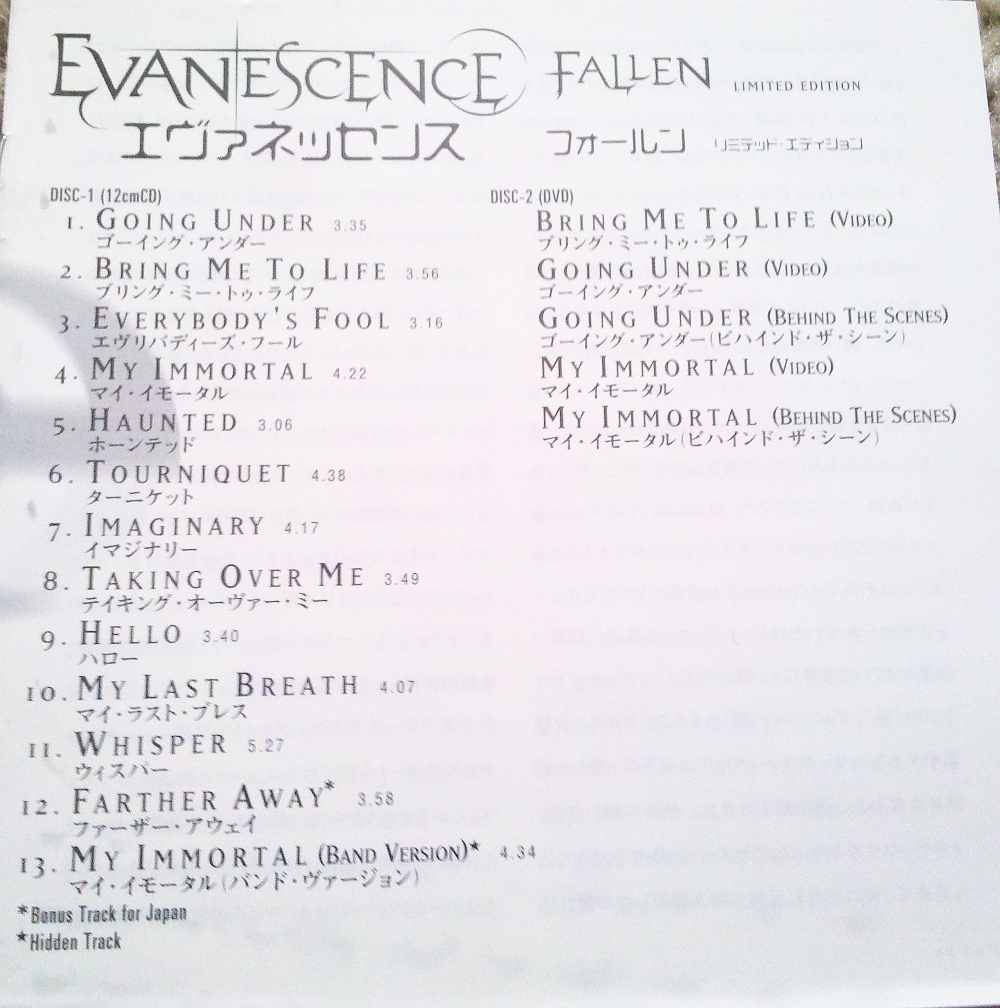 EVANESCENCE FALLEN LIMITED EDITION
エヴァネッセンス フォールン リミテッド・エディション
DISC-1 (12cmCD)
1. GOING UNDER 3.35
ゴーイング・アンダー
2. BRING ME TO LIFE 3.56
ブリング・ミー・トゥ・ライフ
3. EVERYBODY'S FOOL 3.16
エヴリバディーズ・フール
4. MY IMMORTAL 4.22
マイ・イモータル
5. HAUNTED 3.06
ホーンテッド
6. TOURNIQUET 4.38
ターニケット
7. IMAGINARY 4.17
イマジナリー
8. TAKING OVER ME 3.49
テイキング・オーヴァー・ミー
9. HELLO 3.40
ハロー
10. MY LAST BREATH 4.07
マイ・ラスト・ブレス
11. WHISPER 5.27
ウィスパー
12. FARTHER AWAY* 3.58
ファーザー・アウェイ
13. MY IMMORTAL (BAND VERSION)★ 4.34
マイ・イモータル(バンド・ヴァージョン)
*Bonus Track for Japan
★Hidden Track
DISC-2 (DVD)
BRING ME TO LIFE (VIDEO)
ブリング・ミー・トゥ・ライフ
GOING UNDER (VIDEO)
ゴーイング・アンダー
GOING UNDER (BEHIND THE SCENES)
ゴーイング・アンダー(ビハインド・ザ・シーン)
MY IMMORTAL (VIDEO)
マイ・イモータル
MY IMMORTAL (BEHIND THE SCENES)
マイ・イモータル(ビハインド・ザ・シーン)